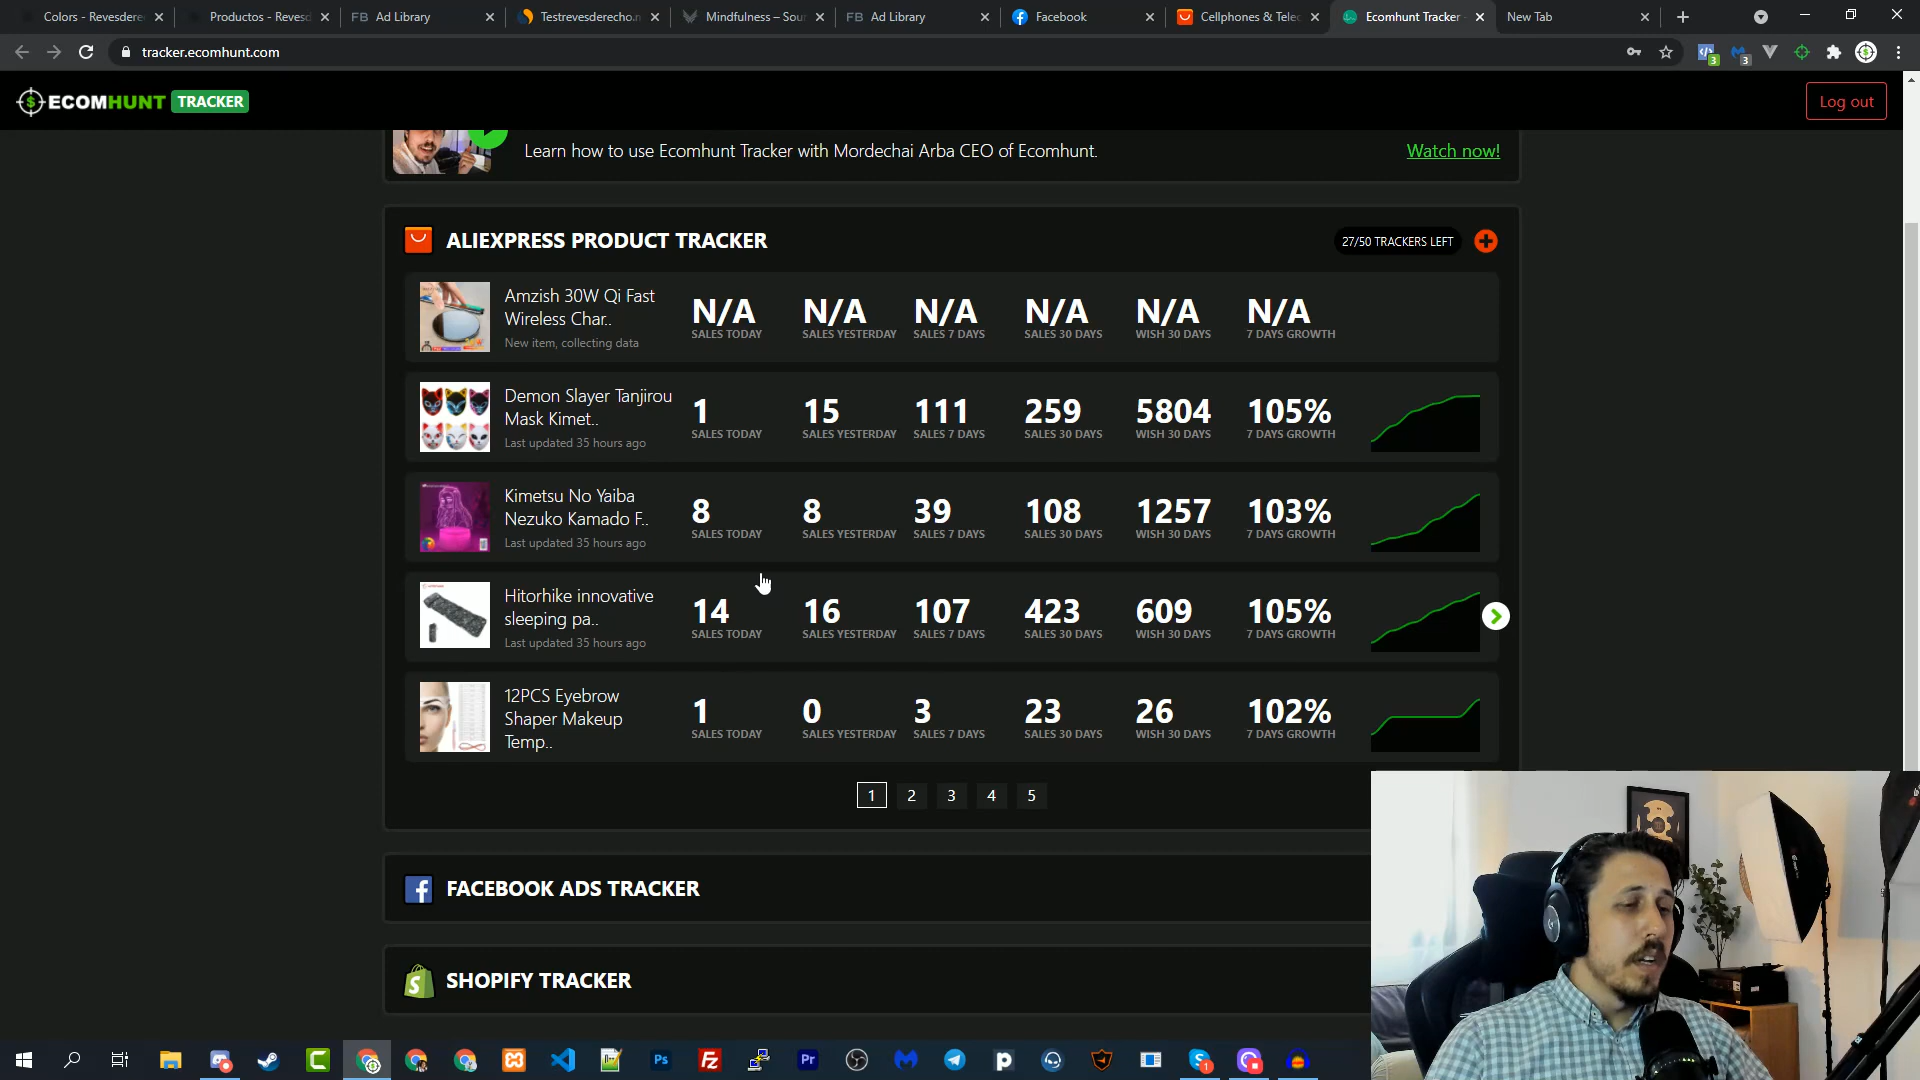 Colors - Revesdere
Productos - Revesd
Ad Library
Testrevesderecho.n
Mindfulness – Sour
Ad Library
Facebook
Cellphones & Telec
Ecomhunt Tracker
New Tab
tracker.ecomhunt.com
3
3
ECOMHUNT TRACKER
Log out
Learn how to use Ecomhunt Tracker with Mordechai Arba CEO of Ecomhunt.
Watch now!
ALIEXPRESS PRODUCT TRACKER
27/50 TRACKERS LEFT
Amzish 30W Qi Fast
Wireless Char..
New item, collecting data
N/A N/A N/A N/A N/A N/A
SALES TODAY SALES YESTERDAY SALES 7 DAYS SALES 30 DAYS WISH 30 DAYS 7 DAYS GROWTH
Demon Slayer Tanjirou
Mask Kimet..
Last updated 35 hours ago
1 15 111 259 5804 105%
SALES TODAY SALES YESTERDAY SALES 7 DAYS SALES 30 DAYS WISH 30 DAYS 7 DAYS GROWTH
Kimetsu No Yaiba
Nezuko Kamado F..
Last updated 35 hours ago
8 8 39 108 1257 103%
SALES TODAY SALES YESTERDAY SALES 7 DAYS SALES 30 DAYS WISH 30 DAYS 7 DAYS GROWTH
Hitorhike innovative
sleeping pa..
Last updated 35 hours ago
14 16 107 423 609 105%
SALES TODAY SALES YESTERDAY SALES 7 DAYS SALES 30 DAYS WISH 30 DAYS 7 DAYS GROWTH
12PCS Eyebrow
Shaper Makeup
Temp..
1 0 3 23 26 102%
SALES TODAY SALES YESTERDAY SALES 7 DAYS SALES 30 DAYS WISH 30 DAYS 7 DAYS GROWTH
1 2 3 4 5
FACEBOOK ADS TRACKER
SHOPIFY TRACKER
Ps
Fz
Pr